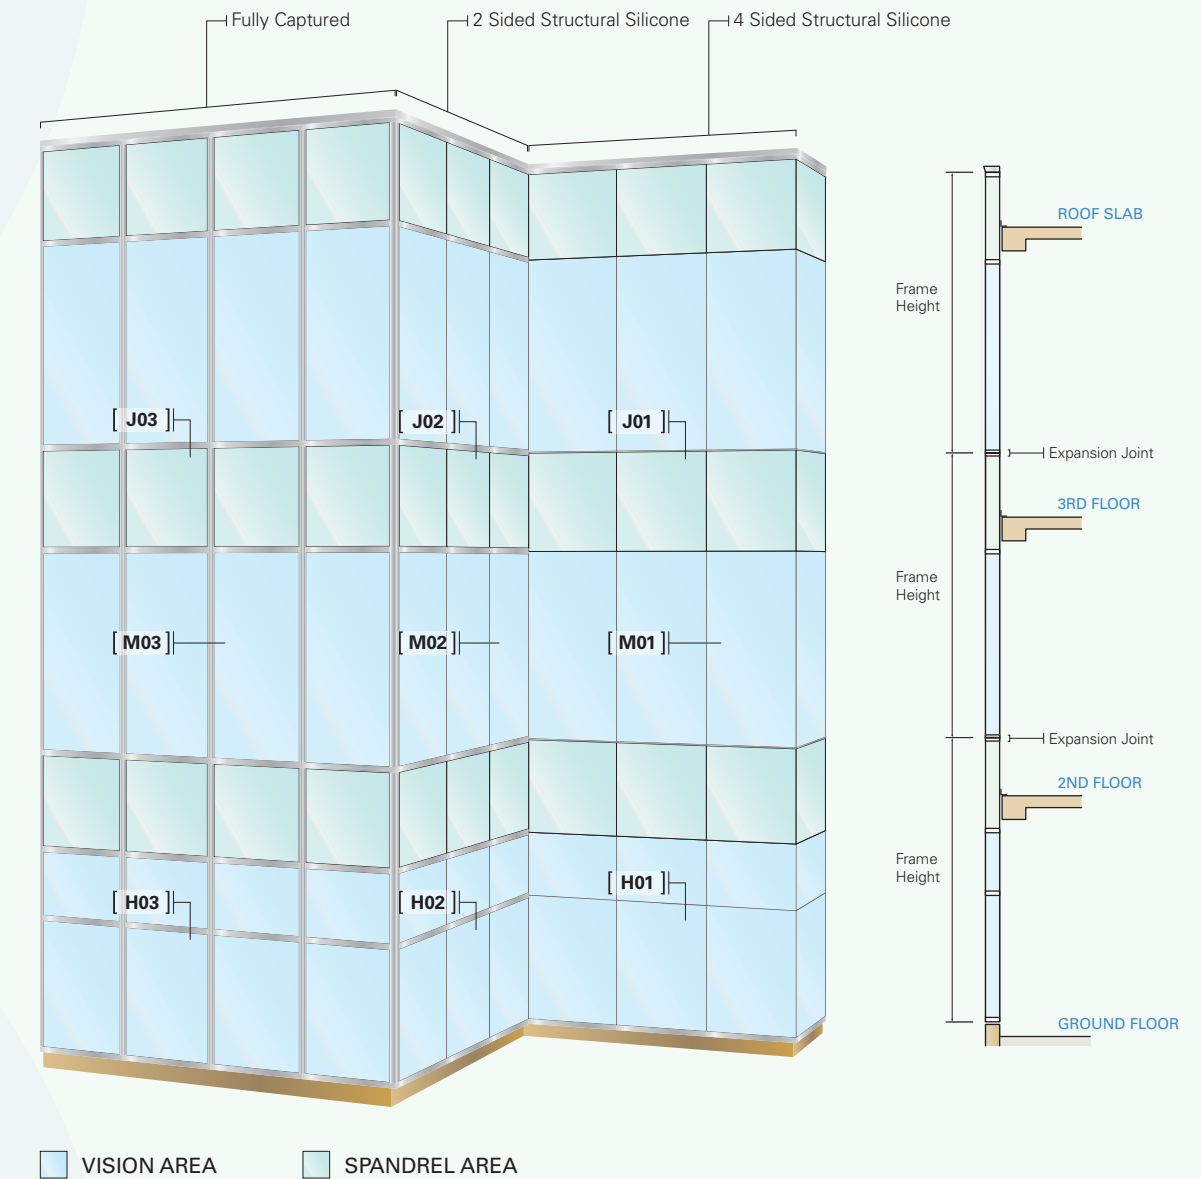 Fully Captured
2 Sided Structural Silicone
4 Sided Structural Silicone
ROOF SLAB
Frame
Height
[ J03 ]
[ J02 ]
[ J01 ]
Expansion Joint
3RD FLOOR
Frame
Height
[ M03 ]
[ M02 ]
[ M01 ]
Expansion Joint
2ND FLOOR
Frame
Height
[ H03 ]
[ H02 ]
[ H01 ]
GROUND FLOOR
VISION AREA
SPANDREL AREA